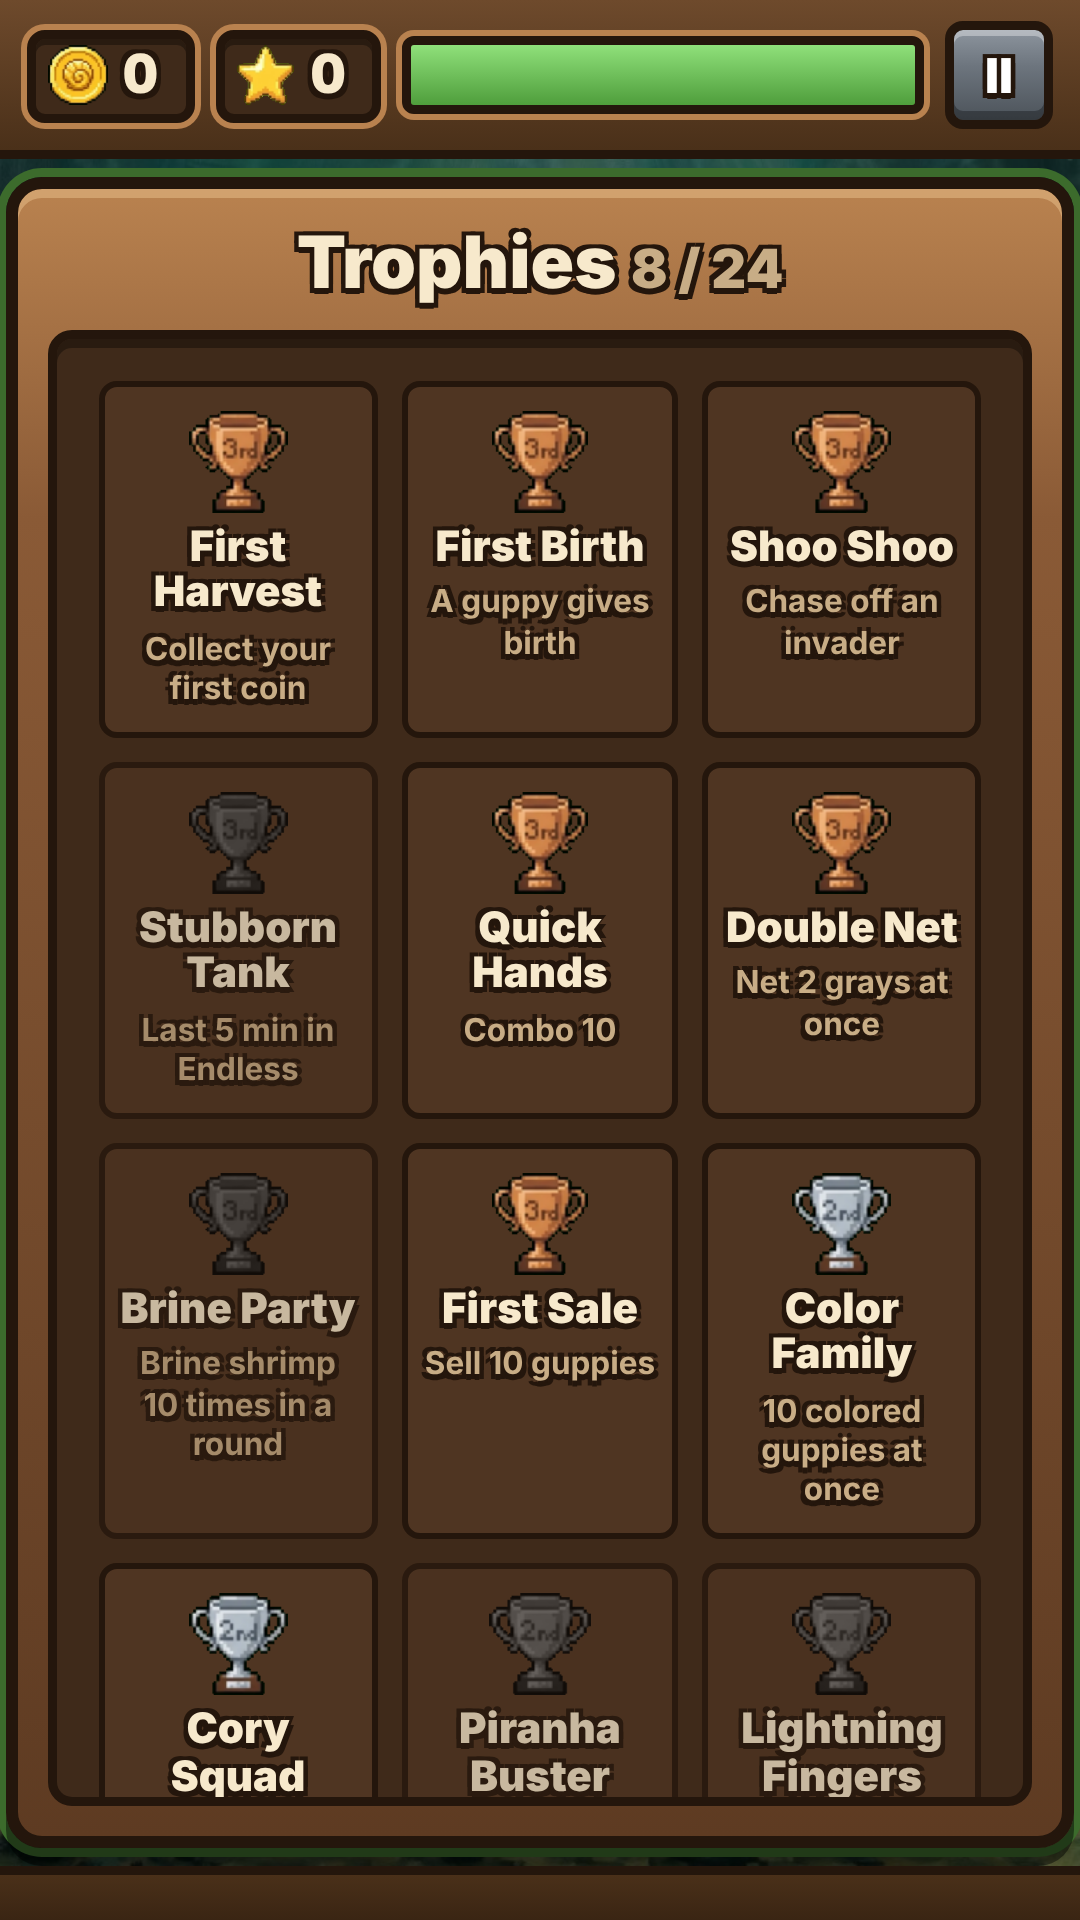 0
0
Trophies 8 / 24
3rd
3rd
3rd
First
Harvest
Collect your
first coin
First Birth
A guppy gives
birth
Shoo Shoo
Chase off an
invader
3rd
3rd
3rd
Stubborn
Tank
Last 5 min in
Endless
Quick
Hands
Combo 10
Double Net
Net 2 grays at
once
3rd
3rd
2nd
Brine Party
Brine shrimp
10 times in a
round
First Sale
Sell 10 guppies
Color
Family
10 colored
guppies at
once
2nd
2nd
2nd
Cory
Squad
Piranha
Buster
Lightning
Fingers